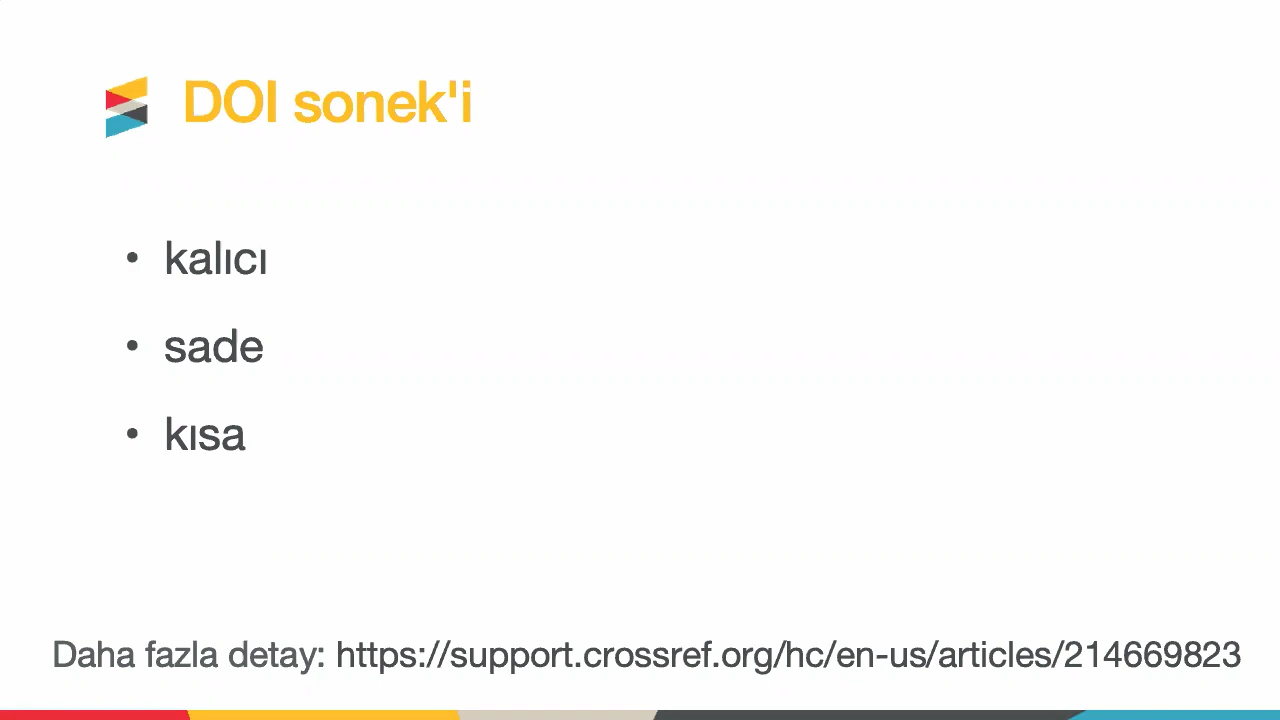 DOI sonek'i
• kalıcı
• sade
• kısa
Daha fazla detay: https://support.crossref.org/hc/en-us/articles/214669823